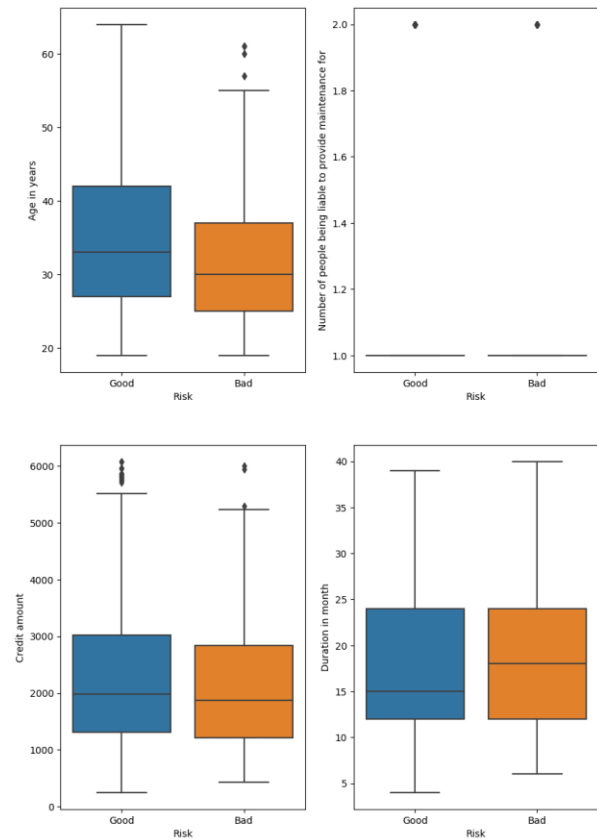 Age in years
60
40
30
20
Good
Bad
Risk
Number of people being liable to provide maintenance for
2.0
1.8
1.6
1.4
1.2
1.0
Good
Bad
Risk
Credit amount
6000
5000
4000
3000
2000
1000
0
Good
Bad
Risk
Duration in month
40
35
30
25
20
15
10
5
Good
Bad
Risk